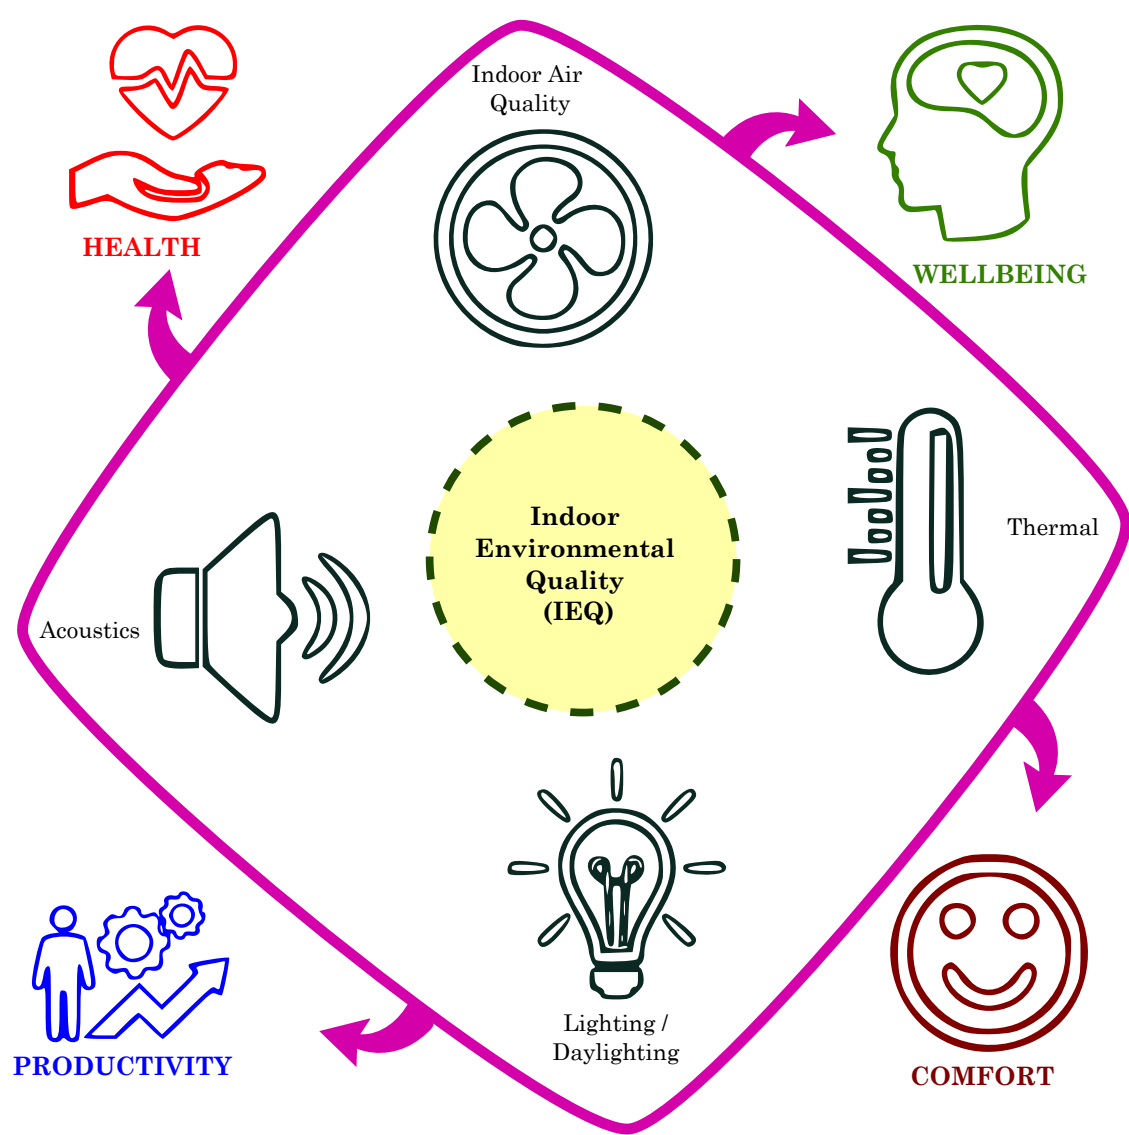 Indoor Air
Quality
HEALTH
WELLBEING
Indoor
Environmental
Quality
(IEQ)
Thermal
Acoustics
Lighting /
Daylighting
PRODUCTIVITY
COMFORT